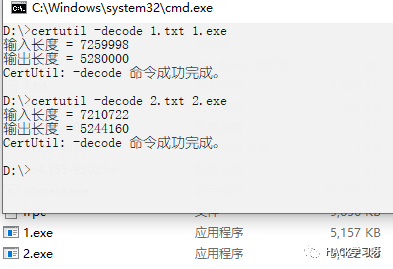 C:\Windows\system32\cmd.exe
D:\>certutil -decode 1.txt 1.exe
输入长度 = 7259998
输出长度 = 5280000
CertUtil: -decode 命令成功完成。
D:\>certutil -decode 2.txt 2.exe
输入长度 = 7210722
输出长度 = 5244160
CertUtil: -decode 命令成功完成。
D:\>
1.exe 应用程序 5,157 KB
2.exe 应用程序